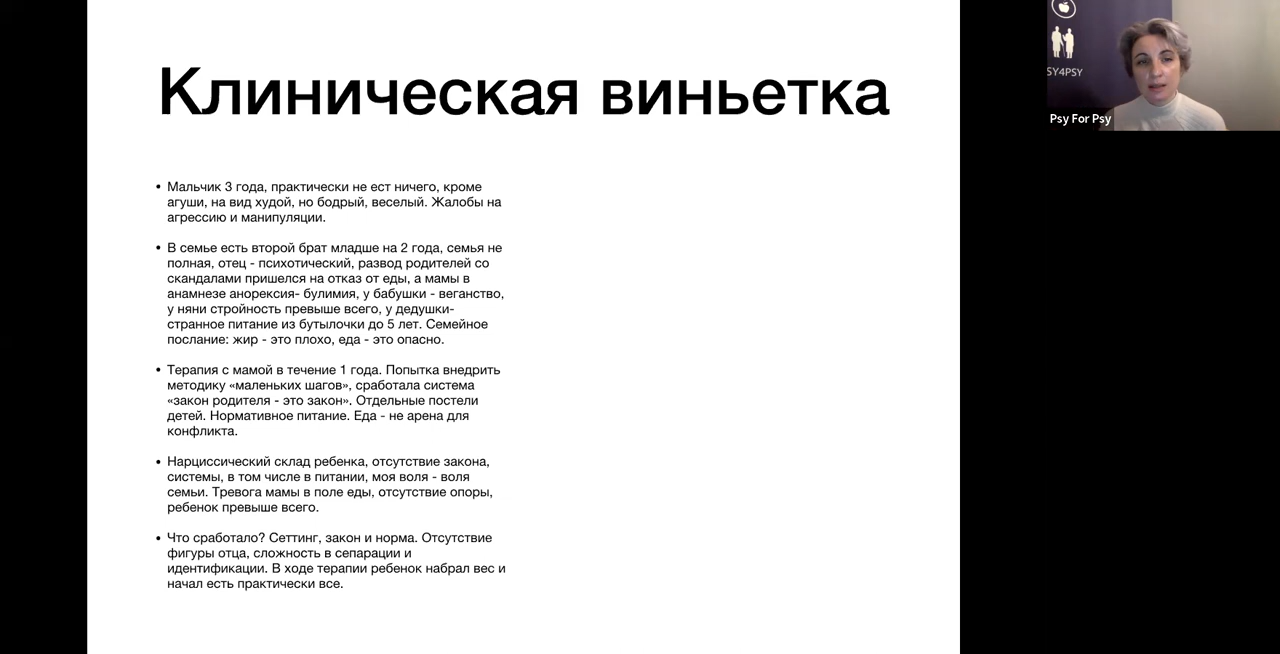 Клиническая виньетка
• Мальчик 3 года, практически не ест ничего, кроме
агуши, на вид худой, но бодрый, веселый. Жалобы на
агрессию и манипуляции.
• В семье есть второй брат младше на 2 года, семья не
полная, отец - психотический, развод родителей со
скандалами пришелся на отказ от еды, а мамы в
анамнезе анорексия- булимия, у бабушки - веганство,
у няни стройность превыше всего, у дедушки-
странное питание из бутылочки до 5 лет. Семейное
послание: жир - это плохо, еда - это опасно.
• Терапия с мамой в течение 1 года. Попытка внедрить
методику «маленьких шагов», сработала система
«закон родителя - это закон». Отдельные постели
детей. Нормативное питание. Еда - не арена для
конфликта.
• Нарциссический склад ребенка, отсутствие закона,
системы, в том числе в питании, моя воля - воля
семьи. Тревога мамы в поле еды, отсутствие опоры,
ребенок превыше всего.
• Что сработало? Сеттинг, закон и норма. Отсутствие
фигуры отца, сложность в сепарации и
идентификации. В ходе терапии ребенок набрал вес и
начал есть практически все.
SY4PSY
Psy For Psy